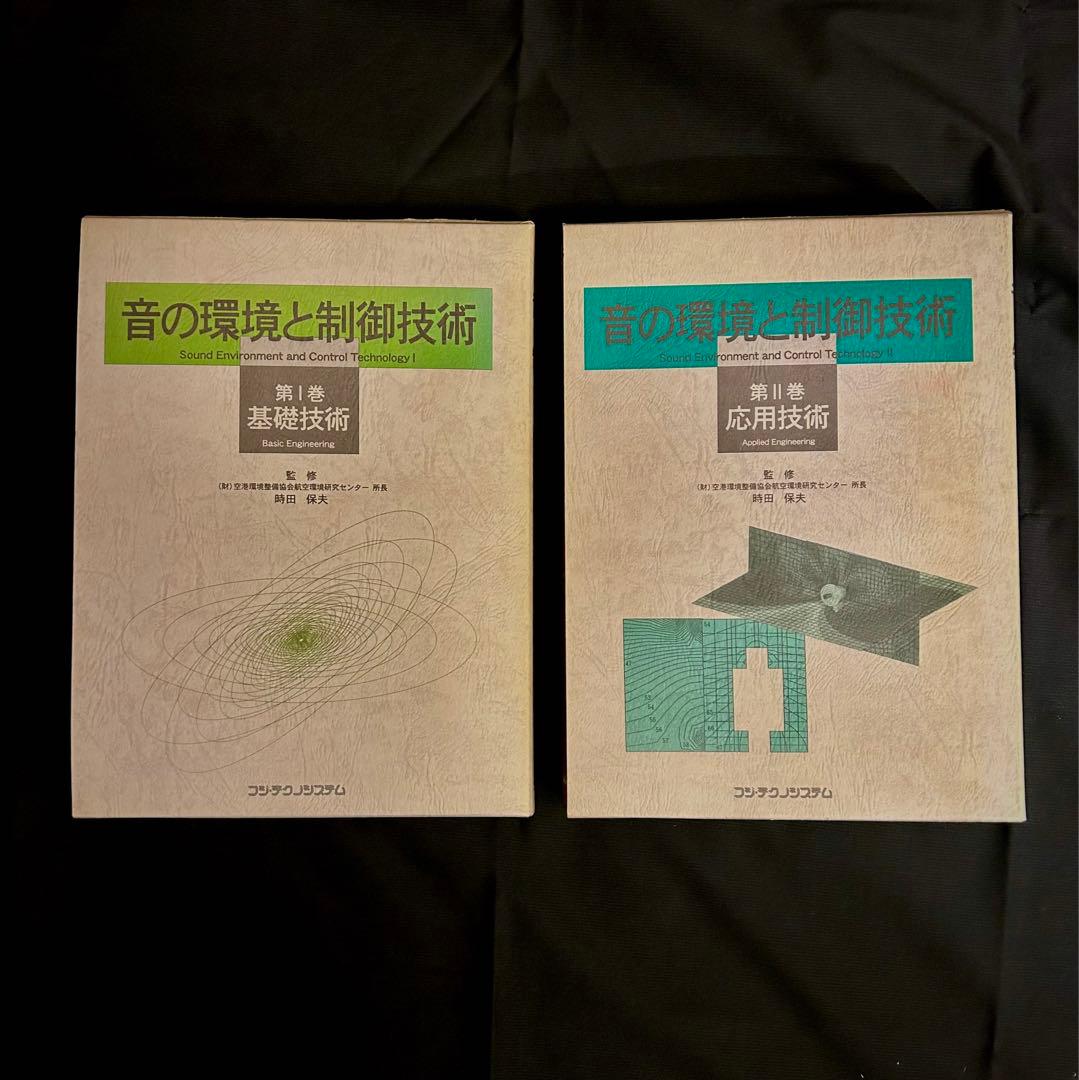 音の環境と制御技術
Sound Environment and Control Technology I
第I巻
基礎技術
Basic Engineering
監修
(財)空港環境整備協会航空環境研究センター 所長
時田 保夫
フジ・テクノシステム
音の環境と制御技術
Sound Environment and Control Technology II
第II巻
応用技術
Applied Engineering
監修
(財)空港環境整備協会航空環境研究センター 所長
時田 保夫
54
53
54
55
56
57
フジ・テクノシステム